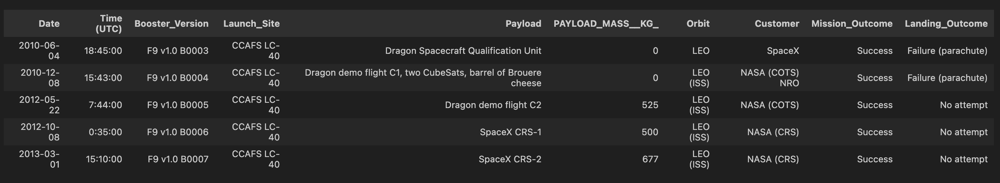 Date Time (UTC) Booster_Version Launch_Site Payload PAYLOAD_MASS__KG_ Orbit Customer Mission_Outcome Landing_Outcome
2010-06-04 18:45:00 F9 v1.0 B0003 CCAFS LC-40 Dragon Spacecraft Qualification Unit 0 LEO SpaceX Success Failure (parachute)
2010-12-08 15:43:00 F9 v1.0 B0004 CCAFS LC-40 Dragon demo flight C1, two CubeSats, barrel of Brouere cheese 0 LEO (ISS) NASA (COTS) NRO Success Failure (parachute)
2012-05-22 7:44:00 F9 v1.0 B0005 CCAFS LC-40 Dragon demo flight C2 525 LEO (ISS) NASA (COTS) Success No attempt
2012-10-08 0:35:00 F9 v1.0 B0006 CCAFS LC-40 SpaceX CRS-1 500 LEO (ISS) NASA (CRS) Success No attempt
2013-03-01 15:10:00 F9 v1.0 B0007 CCAFS LC-40 SpaceX CRS-2 677 LEO (ISS) NASA (CRS) Success No attempt